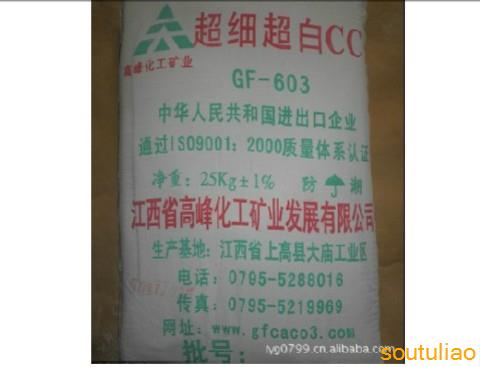 超细超白CC
高峰化工矿业
GF-603
中华人民共和国进出口企业
通过ISO9001:2000质量体系认证
净重:25Kg±1% 防 潮
江西省高峰化工矿业发展有限公司
生产基地:江西省上高县大庙工业区
电话:0795-5288016
传真:0795-5219969
网址:www.gfcaco3.com
批号:
lyg0799.cn.alibaba.com
soutuliao